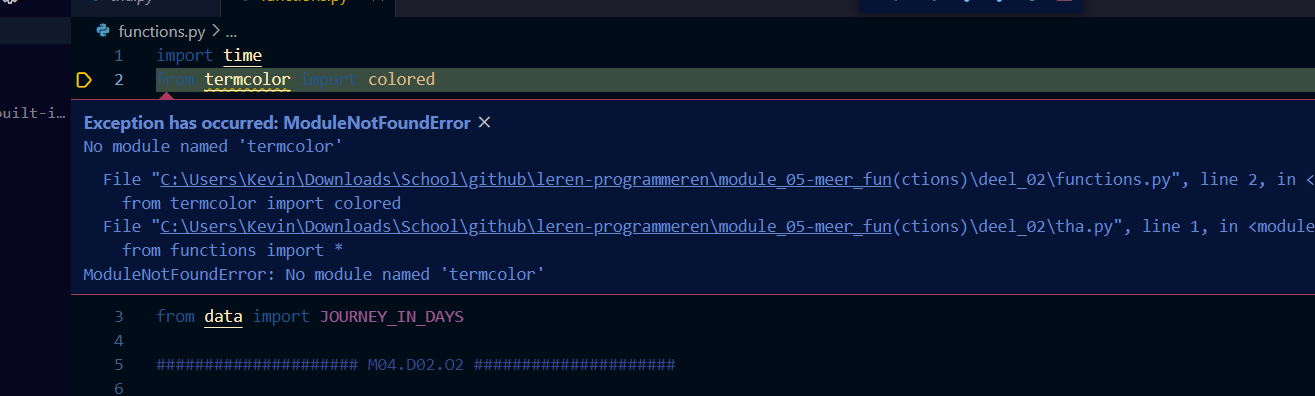 functions.py
functions.py > ...
1 import time
2 from termcolor import colored
Exception has occurred: ModuleNotFoundError ×
No module named 'termcolor'
File "C:\Users\Kevin\Downloads\School\github\leren-programmeren\module_05-meer_fun(ctions)\deel_02\functions.py", line 2, in <
from termcolor import colored
File "C:\Users\Kevin\Downloads\School\github\leren-programmeren\module_05-meer_fun(ctions)\deel_02\tha.py", line 1, in <module
from functions import *
ModuleNotFoundError: No module named 'termcolor'
uilt-i...
3 from data import JOURNEY_IN_DAYS
4
5 ##################### M04.D02.O2 #####################
6